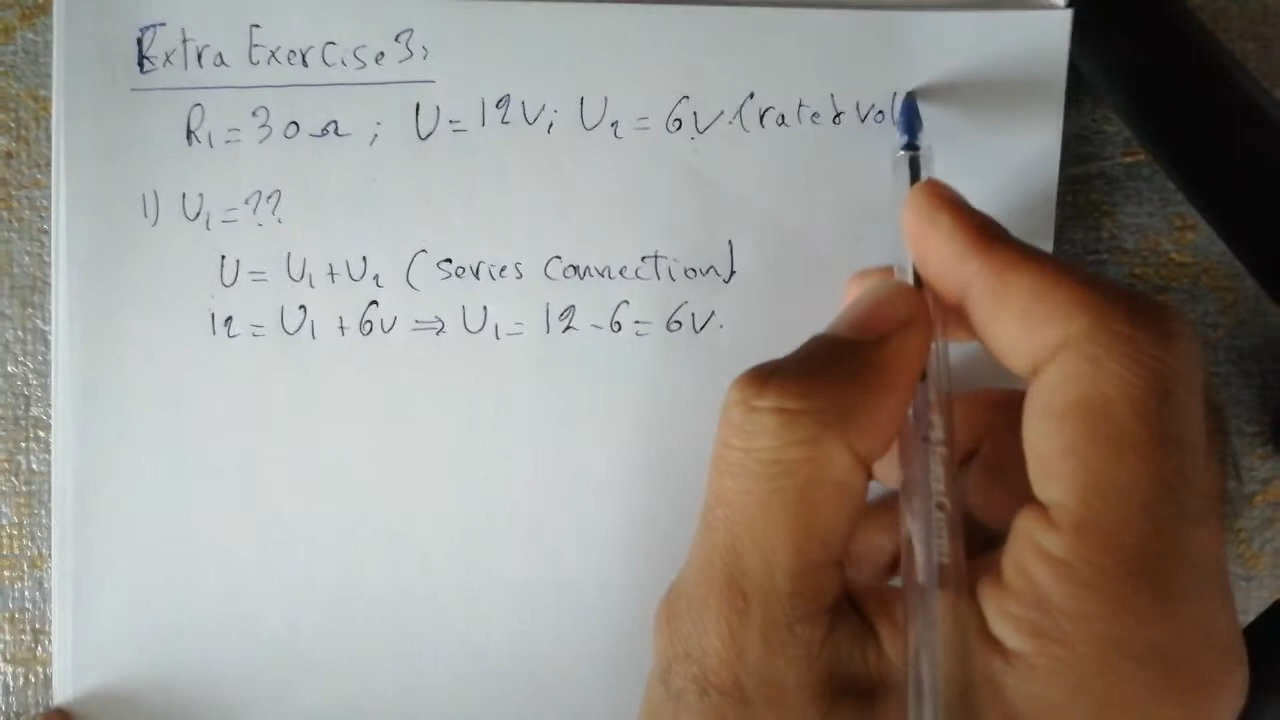 Extra Exercise 3:
R₁ = 30Ω ; U = 12V ; U₂ = 6V. (rated vol
1) U₁ = ??
U = U₁ + U₂ (series connection)
12 = U₁ + 6V ⇒ U₁ = 12 - 6 = 6V.